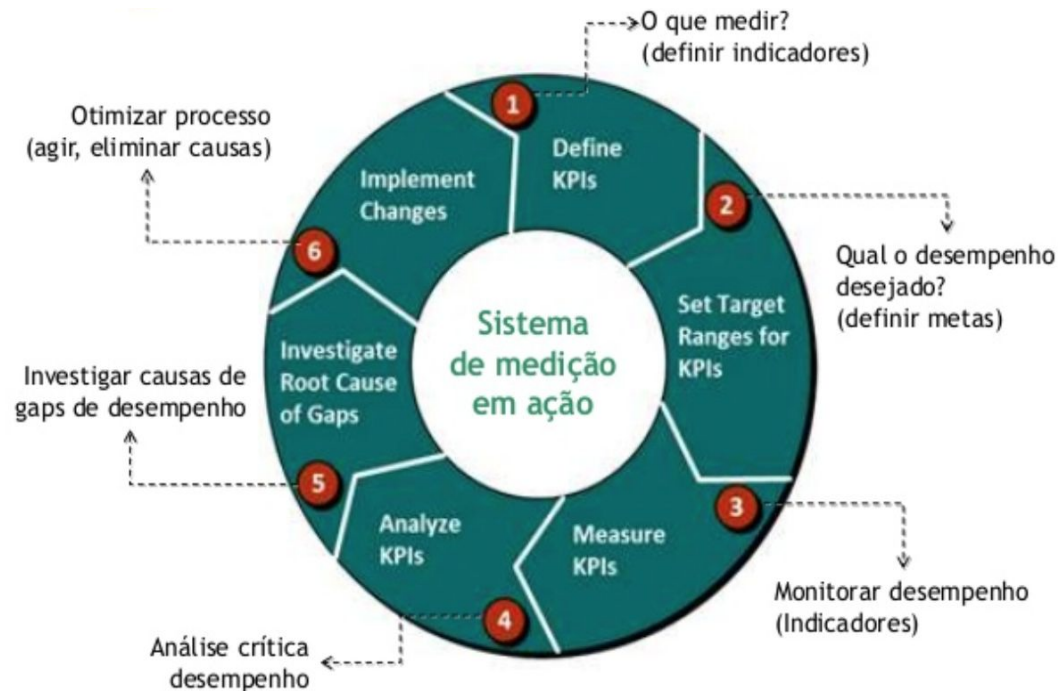 O que medir?
(definir indicadores)
1
Define
KPIs
2
Qual o desempenho
desejado?
(definir metas)
Set Target
Ranges for
KPIs
3
Monitorar desempenho
(Indicadores)
Measure
KPIs
4
Análise crítica
desempenho
Analyze
KPIs
5
Investigar causas de
gaps de desempenho
Investigate
Root Cause
of Gaps
6
Otimizar processo
(agir, eliminar causas)
Implement
Changes
Sistema
de medição
em ação